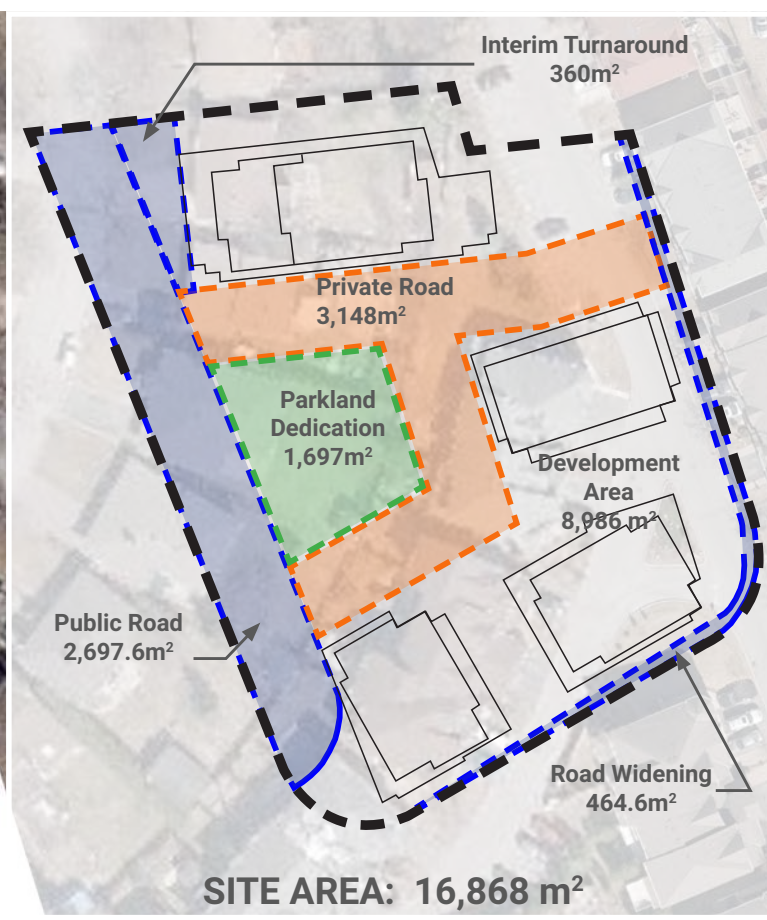 Interim Turnaround
360m²
Private Road
3,148m²
Parkland
Dedication
1,697m²
Development
Area
8,986 m²
Public Road
2,697.6m²
Road Widening
464.6m²
SITE AREA: 16,868 m²